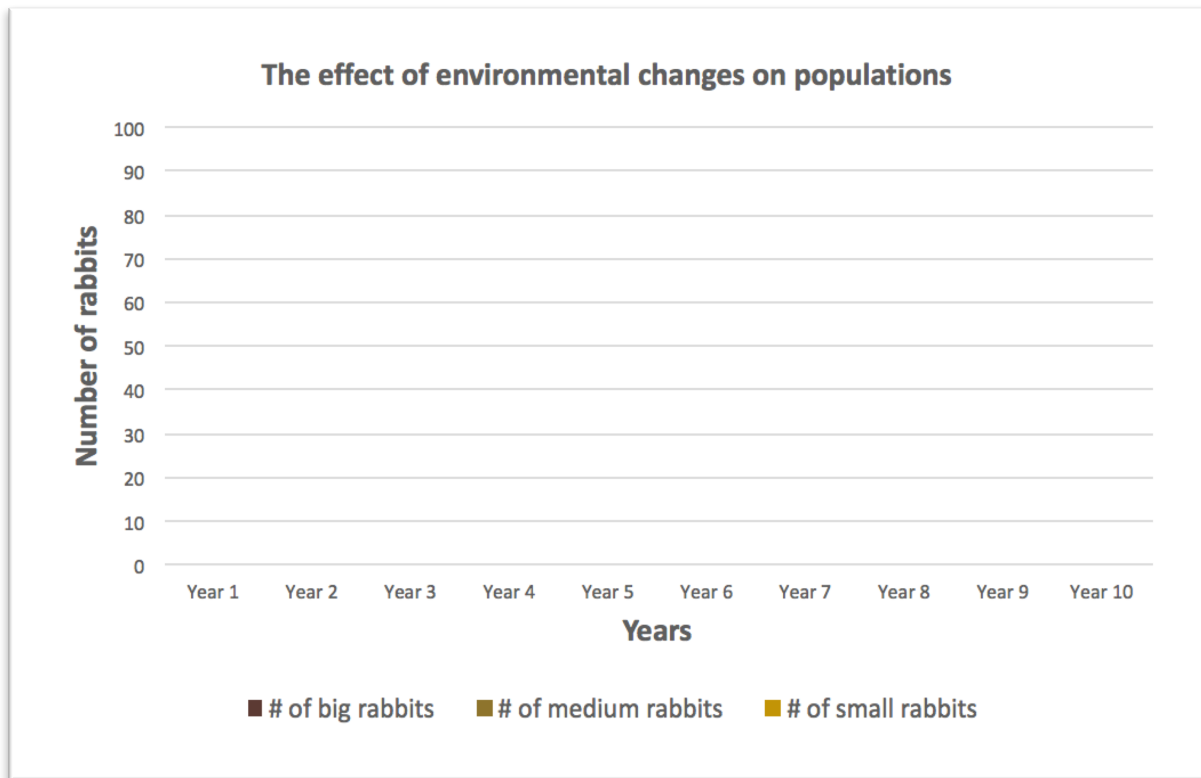 The effect of environmental changes on populations
100
90
80
70
60
50
40
30
20
10
0
Number of rabbits
Year 1 Year 2 Year 3 Year 4 Year 5 Year 6 Year 7 Year 8 Year 9 Year 10
Years
# of big rabbits # of medium rabbits # of small rabbits